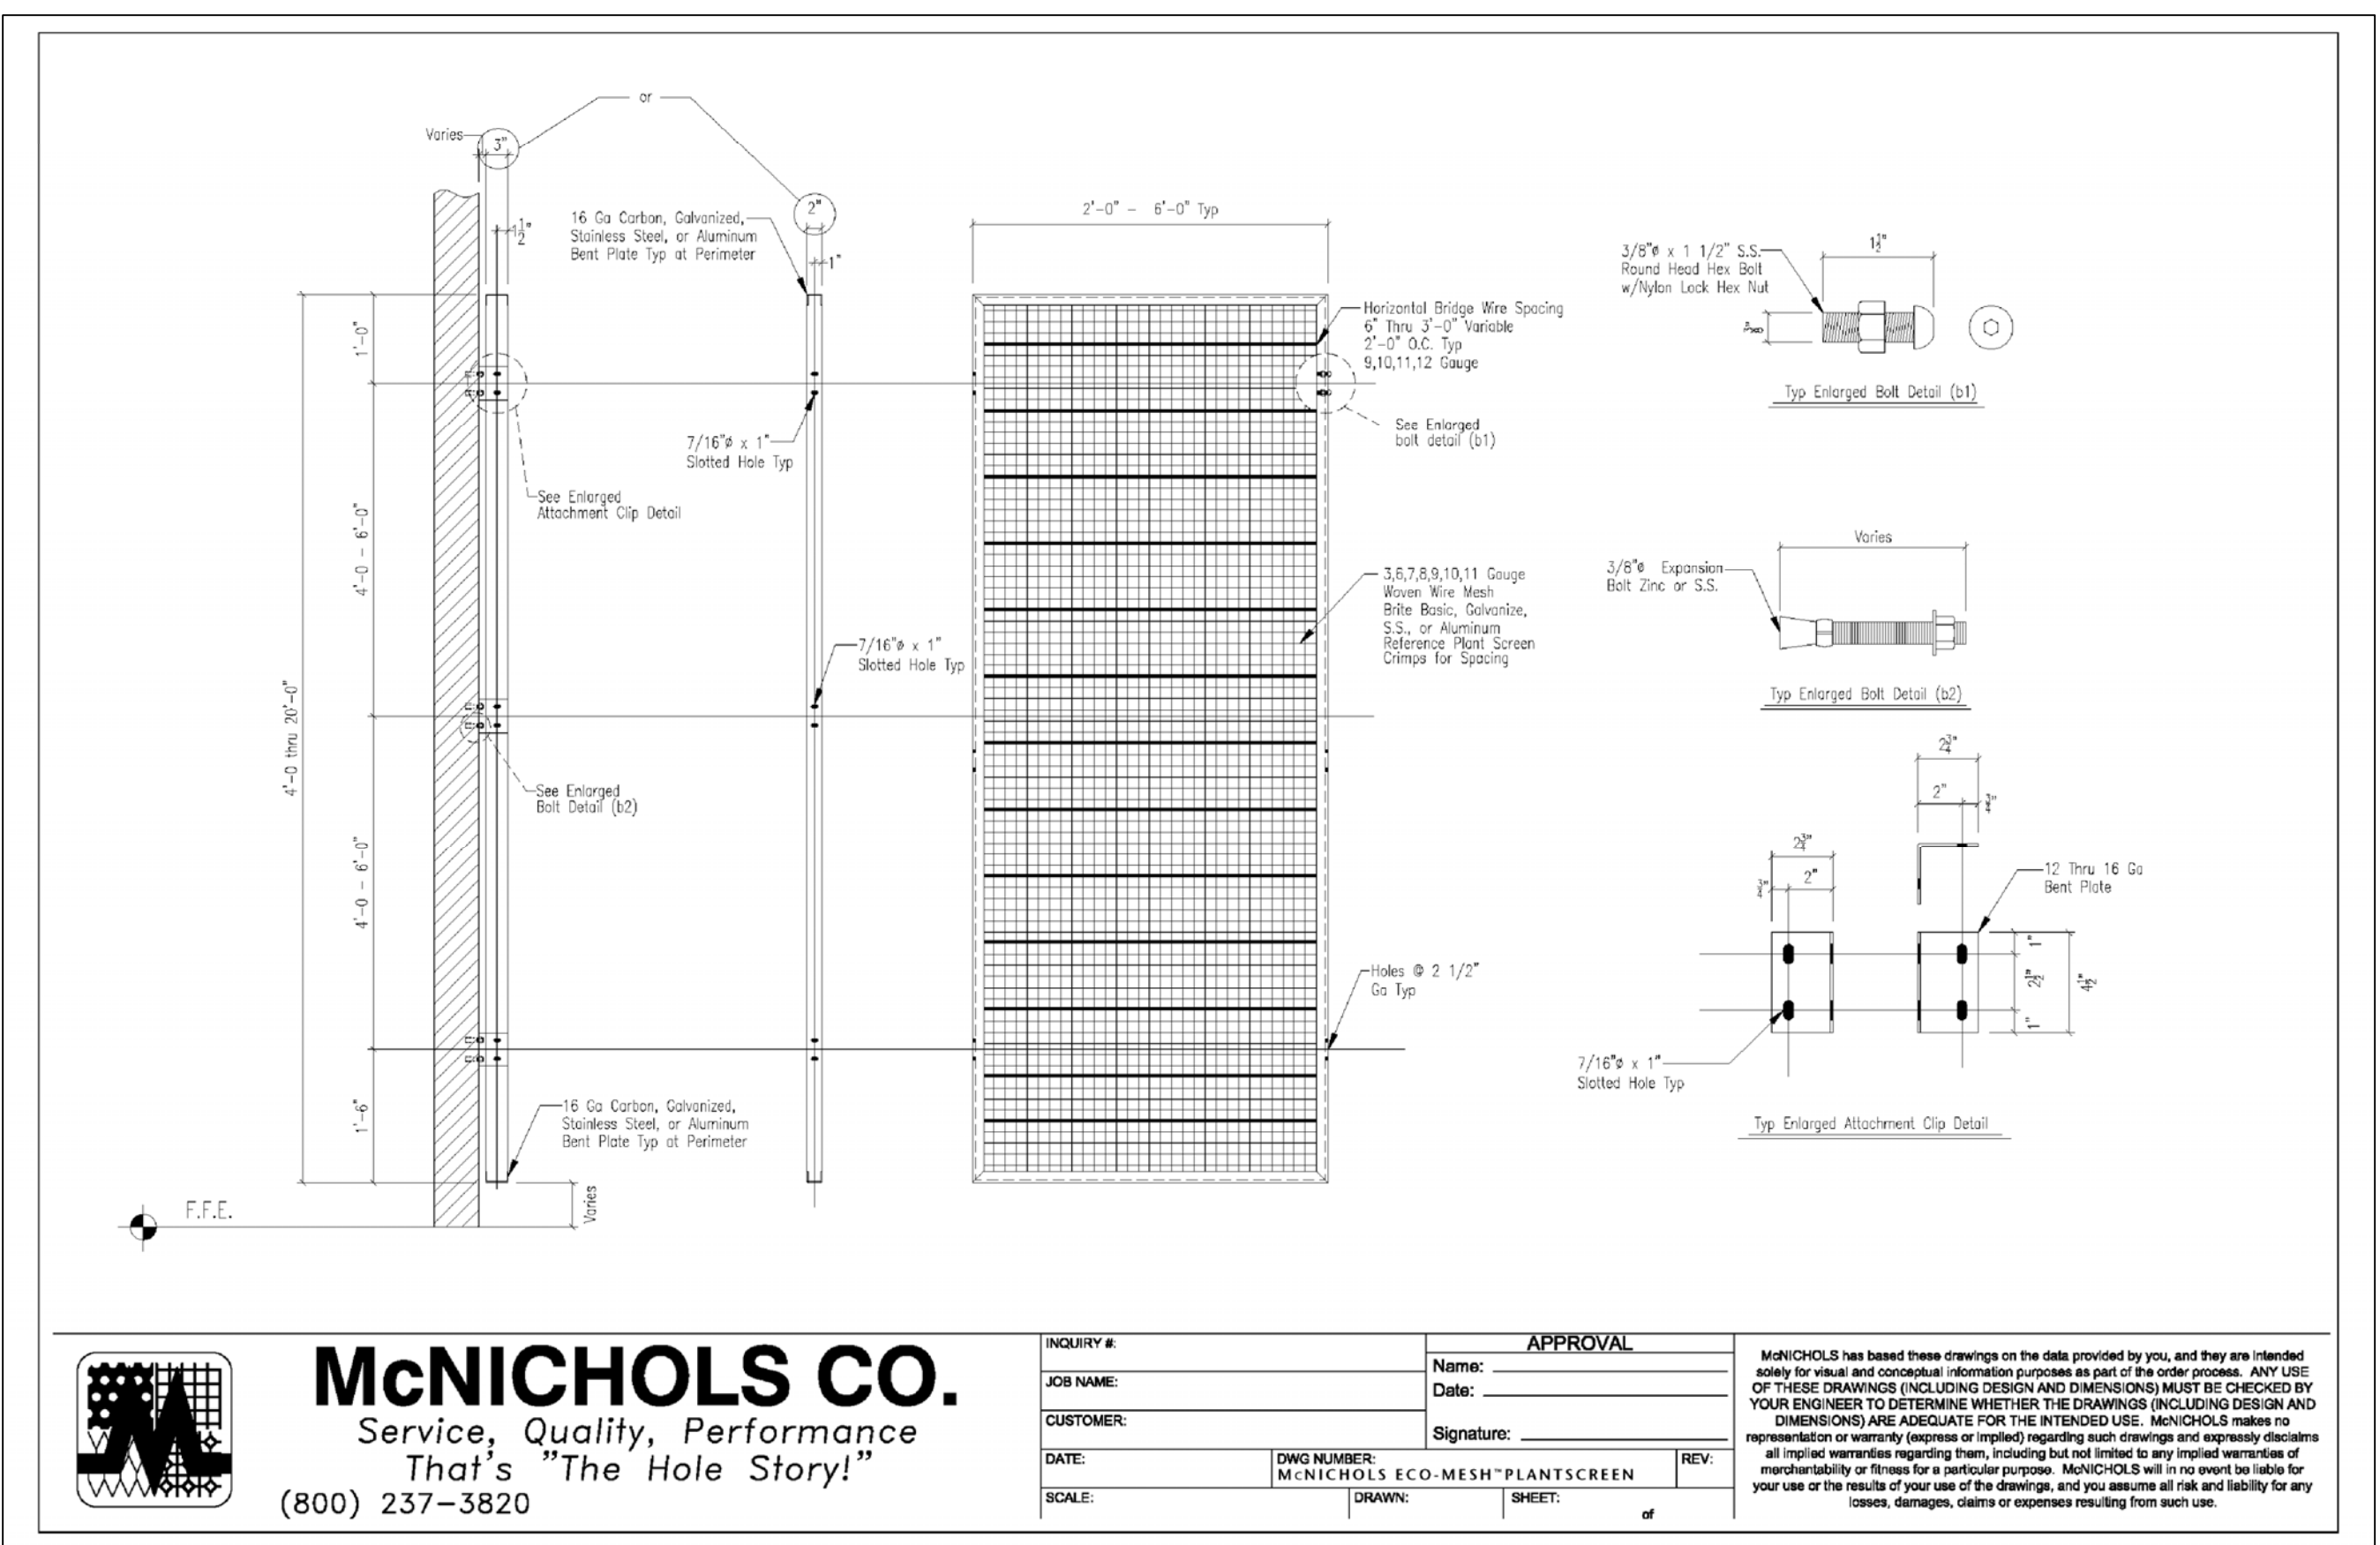 or
Varies
3"
2"
1 1/2"
1"
16 Ga Carbon, Galvanized,
Stainless Steel, or Aluminum
Bent Plate Typ at Perimeter
2'-0" - 6'-0" Typ
1'-0"
4'-0 - 6'-0"
4'-0 - 6'-0"
1'-6"
4'-0 thru 20'-0"
7/16"ø x 1"
Slotted Hole Typ
See Enlarged
Attachment Clip Detail
7/16"ø x 1"
Slotted Hole Typ
See Enlarged
Bolt Detail (b2)
16 Ga Carbon, Galvanized,
Stainless Steel, or Aluminum
Bent Plate Typ at Perimeter
Varies
F.F.E.
Horizontal Bridge Wire Spacing
6" Thru 3'-0" Variable
2'-0" O.C. Typ
9,10,11,12 Gauge
See Enlarged
bolt detail (b1)
3,6,7,8,9,10,11 Gauge
Woven Wire Mesh
Brite Basic, Galvanize,
S.S., or Aluminum
Reference Plant Screen
Crimps for Spacing
Holes @ 2 1/2"
Ga Typ
3/8"ø x 1 1/2" S.S.
Round Head Hex Bolt
w/Nylon Lock Hex Nut
1 1/2"
3/8"
Typ Enlarged Bolt Detail (b1)
Varies
3/8"ø Expansion
Bolt Zinc or S.S.
Typ Enlarged Bolt Detail (b2)
2 3/4"
2"
3/4"
2 3/4"
2"
3/4"
12 Thru 16 Ga
Bent Plate
1"
2 1/2"
1"
4 1/2"
7/16"ø x 1"
Slotted Hole Typ
Typ Enlarged Attachment Clip Detail
McNICHOLS CO.
Service, Quality, Performance
That's "The Hole Story!"
(800) 237-3820
INQUIRY #:
JOB NAME:
CUSTOMER:
DATE:
SCALE:
APPROVAL
Name:
Date:
Signature:
DWG NUMBER:
McNICHOLS ECO-MESH™PLANTSCREEN
REV:
DRAWN:
SHEET:
of
McNICHOLS has based these drawings on the data provided by you, and they are intended
solely for visual and conceptual information purposes as part of the order process. ANY USE
OF THESE DRAWINGS (INCLUDING DESIGN AND DIMENSIONS) MUST BE CHECKED BY
YOUR ENGINEER TO DETERMINE WHETHER THE DRAWINGS (INCLUDING DESIGN AND
DIMENSIONS) ARE ADEQUATE FOR THE INTENDED USE. McNICHOLS makes no
representation or warranty (express or implied) regarding such drawings and expressly disclaims
all implied warranties regarding them, including but not limited to any implied warranties of
merchantability or fitness for a particular purpose. McNICHOLS will in no event be liable for
your use or the results of your use of the drawings, and you assume all risk and liability for any
losses, damages, claims or expenses resulting from such use.